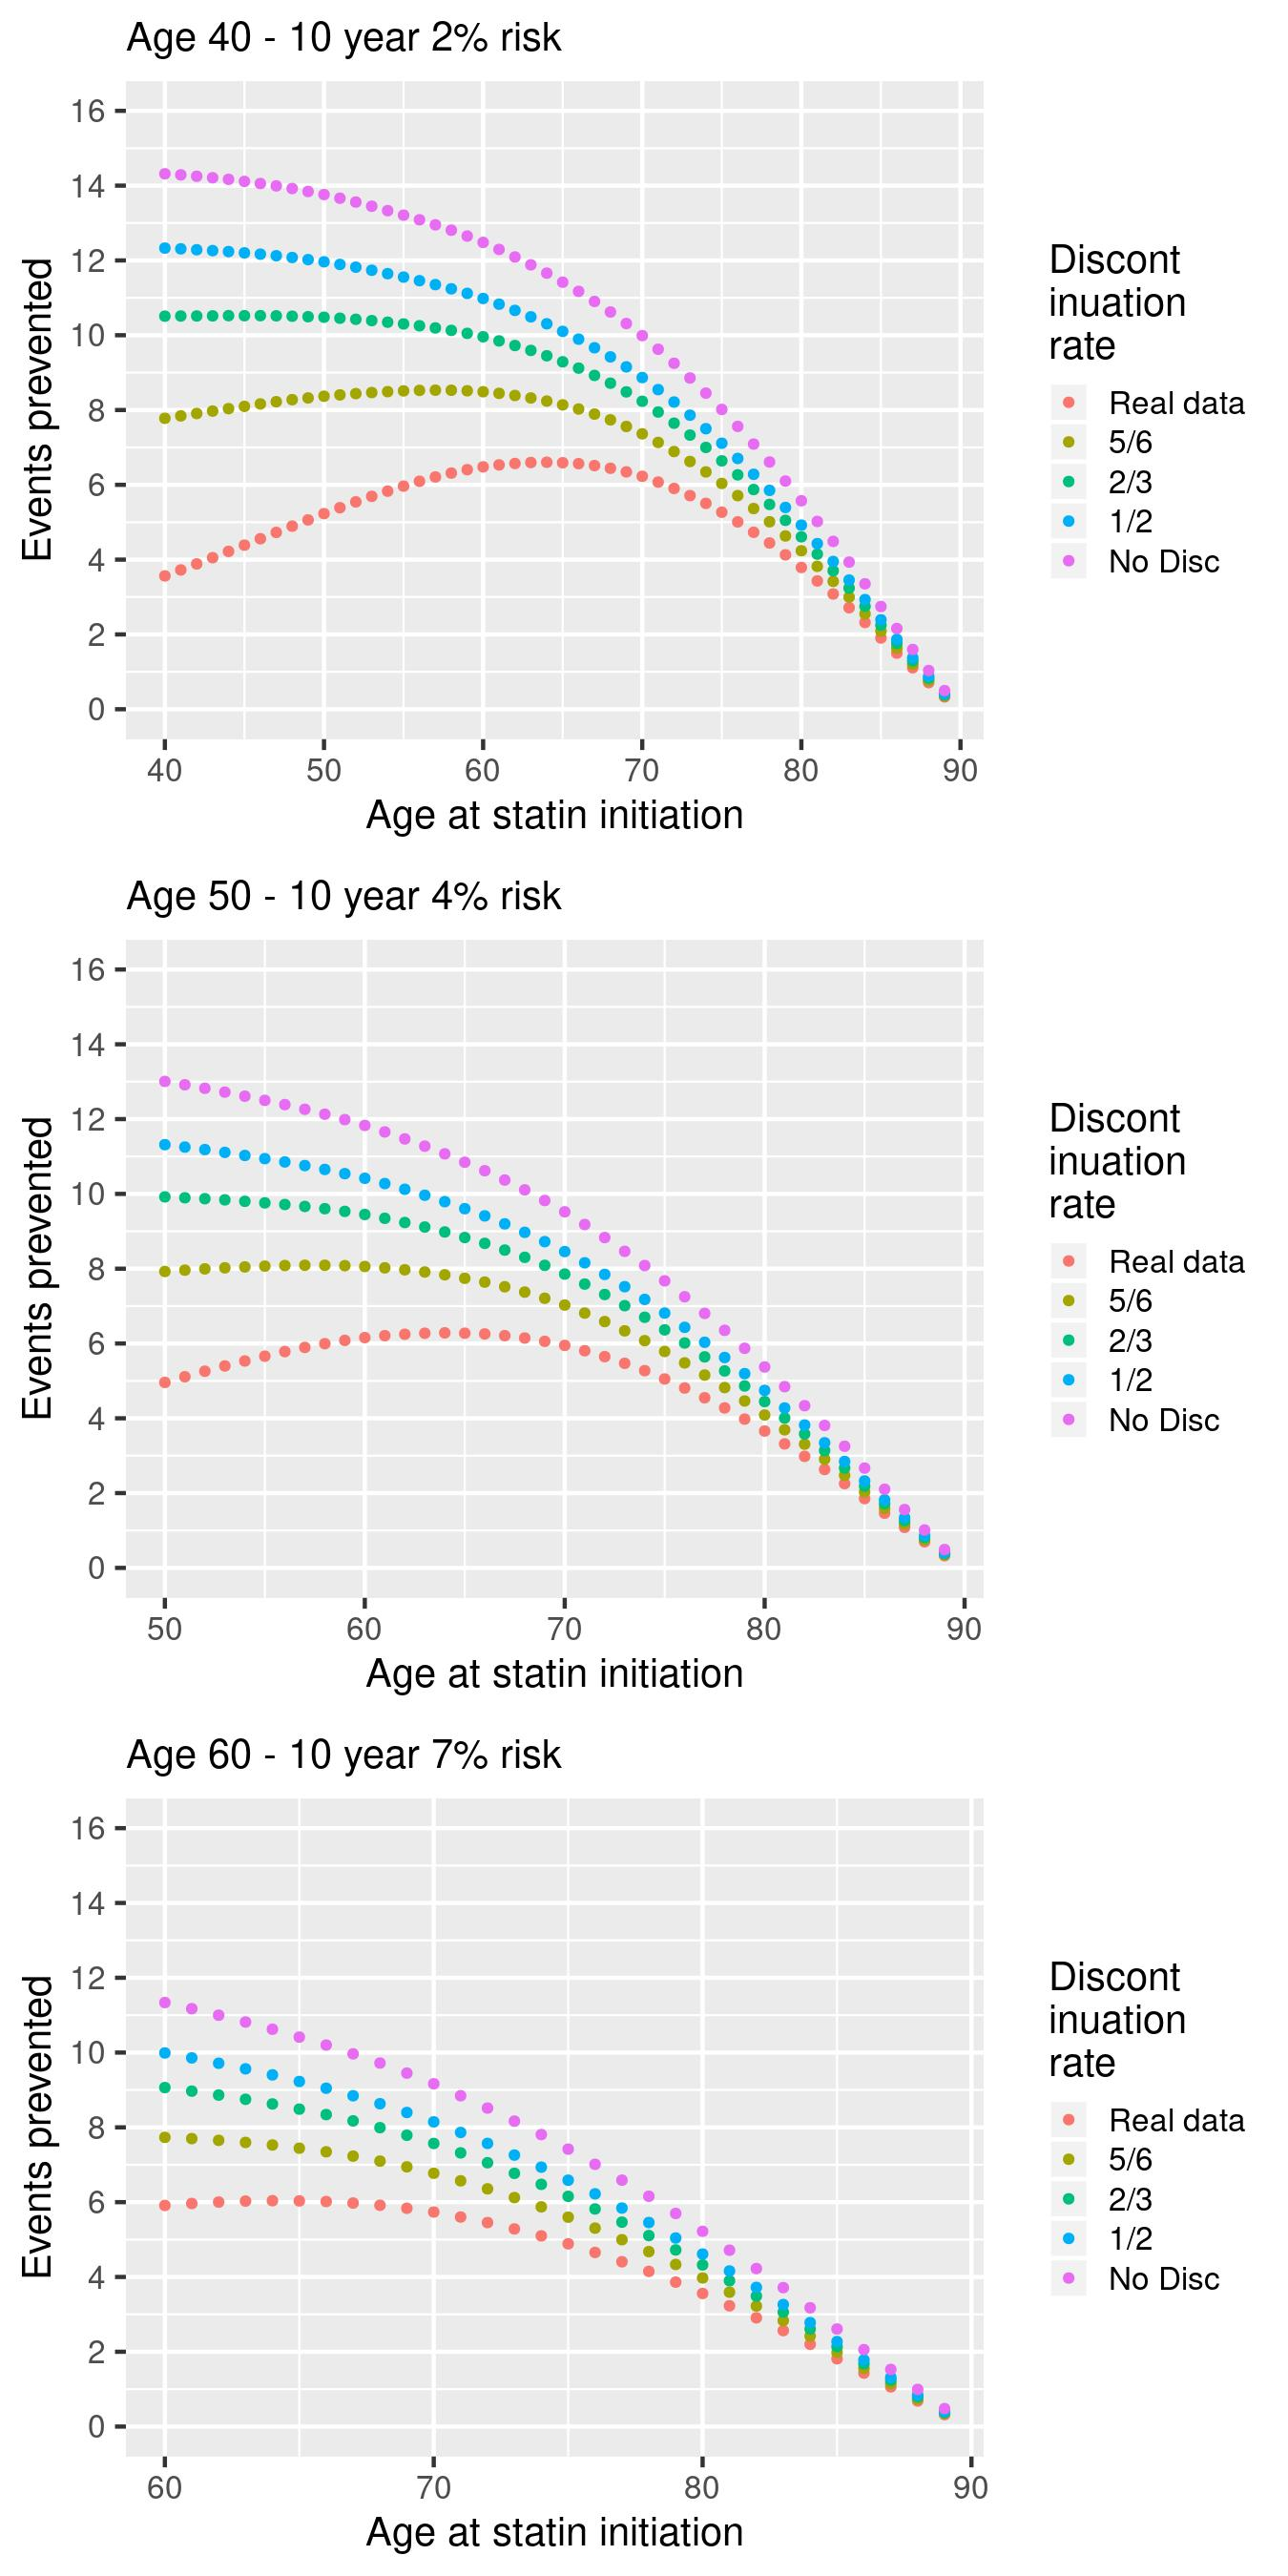 Age 40 - 10 year 2% risk
16
14
12
10
8
6
4
2
0
Events prevented
40 50 60 70 80 90
Age at statin initiation
Discont
inuation
rate
Real data
5/6
2/3
1/2
No Disc
Age 50 - 10 year 4% risk
16
14
12
10
8
6
4
2
0
Events prevented
50 60 70 80 90
Age at statin initiation
Discont
inuation
rate
Real data
5/6
2/3
1/2
No Disc
Age 60 - 10 year 7% risk
16
14
12
10
8
6
4
2
0
Events prevented
60 70 80 90
Age at statin initiation
Discont
inuation
rate
Real data
5/6
2/3
1/2
No Disc